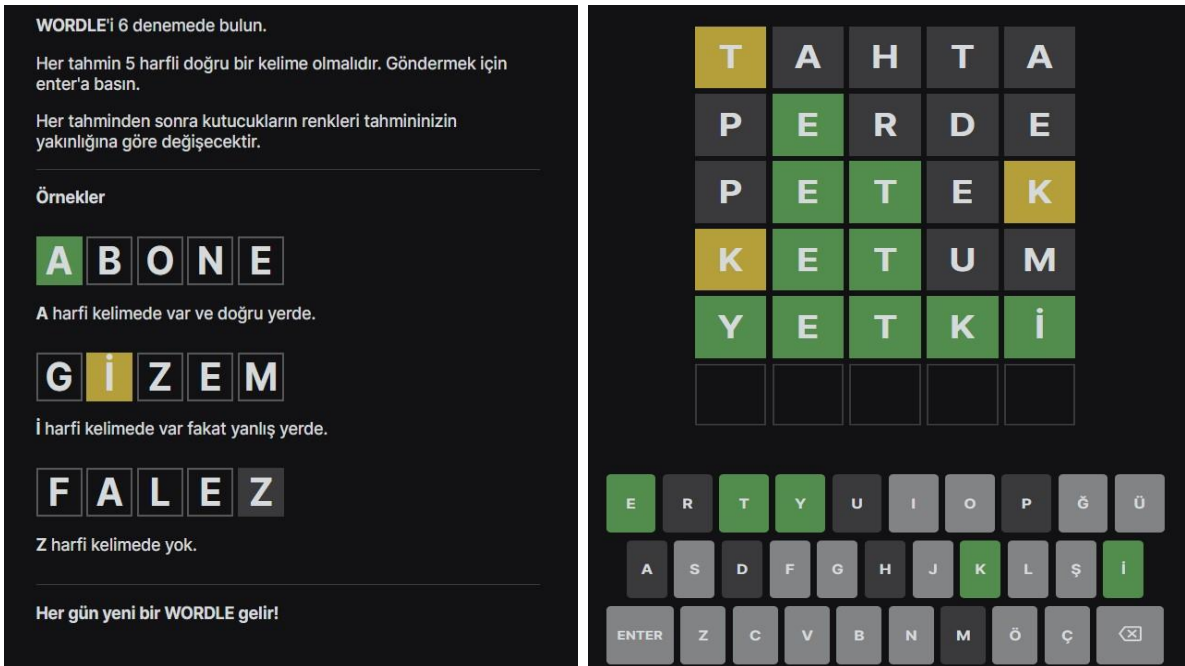 WORDLE'i 6 denemede bulun.
Her tahmin 5 harfli doğru bir kelime olmalıdır. Göndermek için
enter'a basın.
Her tahminden sonra kutucukların renkleri tahmininizin
yakınlığına göre değişecektir.
Örnekler
A B O N E
A harfi kelimede var ve doğru yerde.
G İ Z E M
İ harfi kelimede var fakat yanlış yerde.
F A L E Z
Z harfi kelimede yok.
Her gün yeni bir WORDLE gelir!
T A H T A
P E R D E
P E T E K
K E T U M
Y E T K İ
E R T Y U I O P Ğ Ü
A S D F G H J K L Ş İ
ENTER Z C V B N M Ö Ç